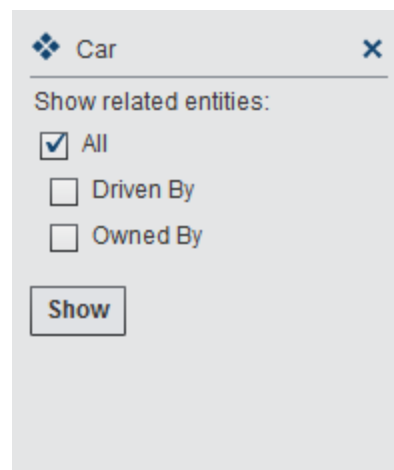 Car
Show related entities:
All
Driven By
Owned By
Show